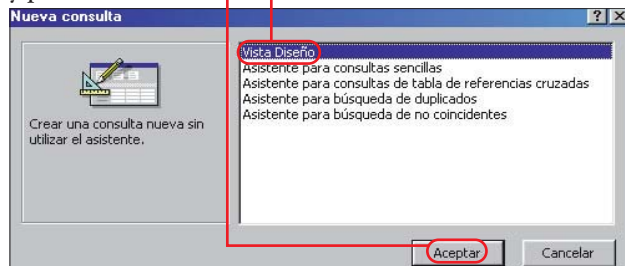 Nueva consulta
Vista Diseño
Asistente para consultas sencillas
Asistente para consultas de tabla de referencias cruzadas
Asistente para búsqueda de duplicados
Asistente para búsqueda de no coincidentes
Crear una consulta nueva sin
utilizar el asistente.
Aceptar
Cancelar